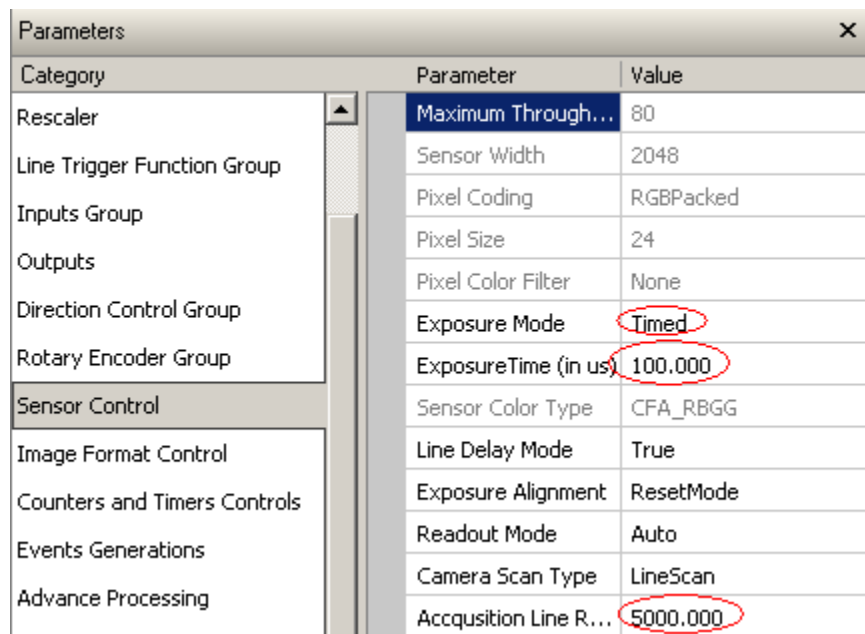 Parameters
Category
Rescaler
Line Trigger Function Group
Inputs Group
Outputs
Direction Control Group
Rotary Encoder Group
Sensor Control
Image Format Control
Counters and Timers Controls
Events Generations
Advance Processing
Parameter Value
Maximum Through... 80
Sensor Width 2048
Pixel Coding RGBPacked
Pixel Size 24
Pixel Color Filter None
Exposure Mode Timed
ExposureTime (in us) 100.000
Sensor Color Type CFA_RBGG
Line Delay Mode True
Exposure Alignment ResetMode
Readout Mode Auto
Camera Scan Type LineScan
Accqusition Line R... 5000.000